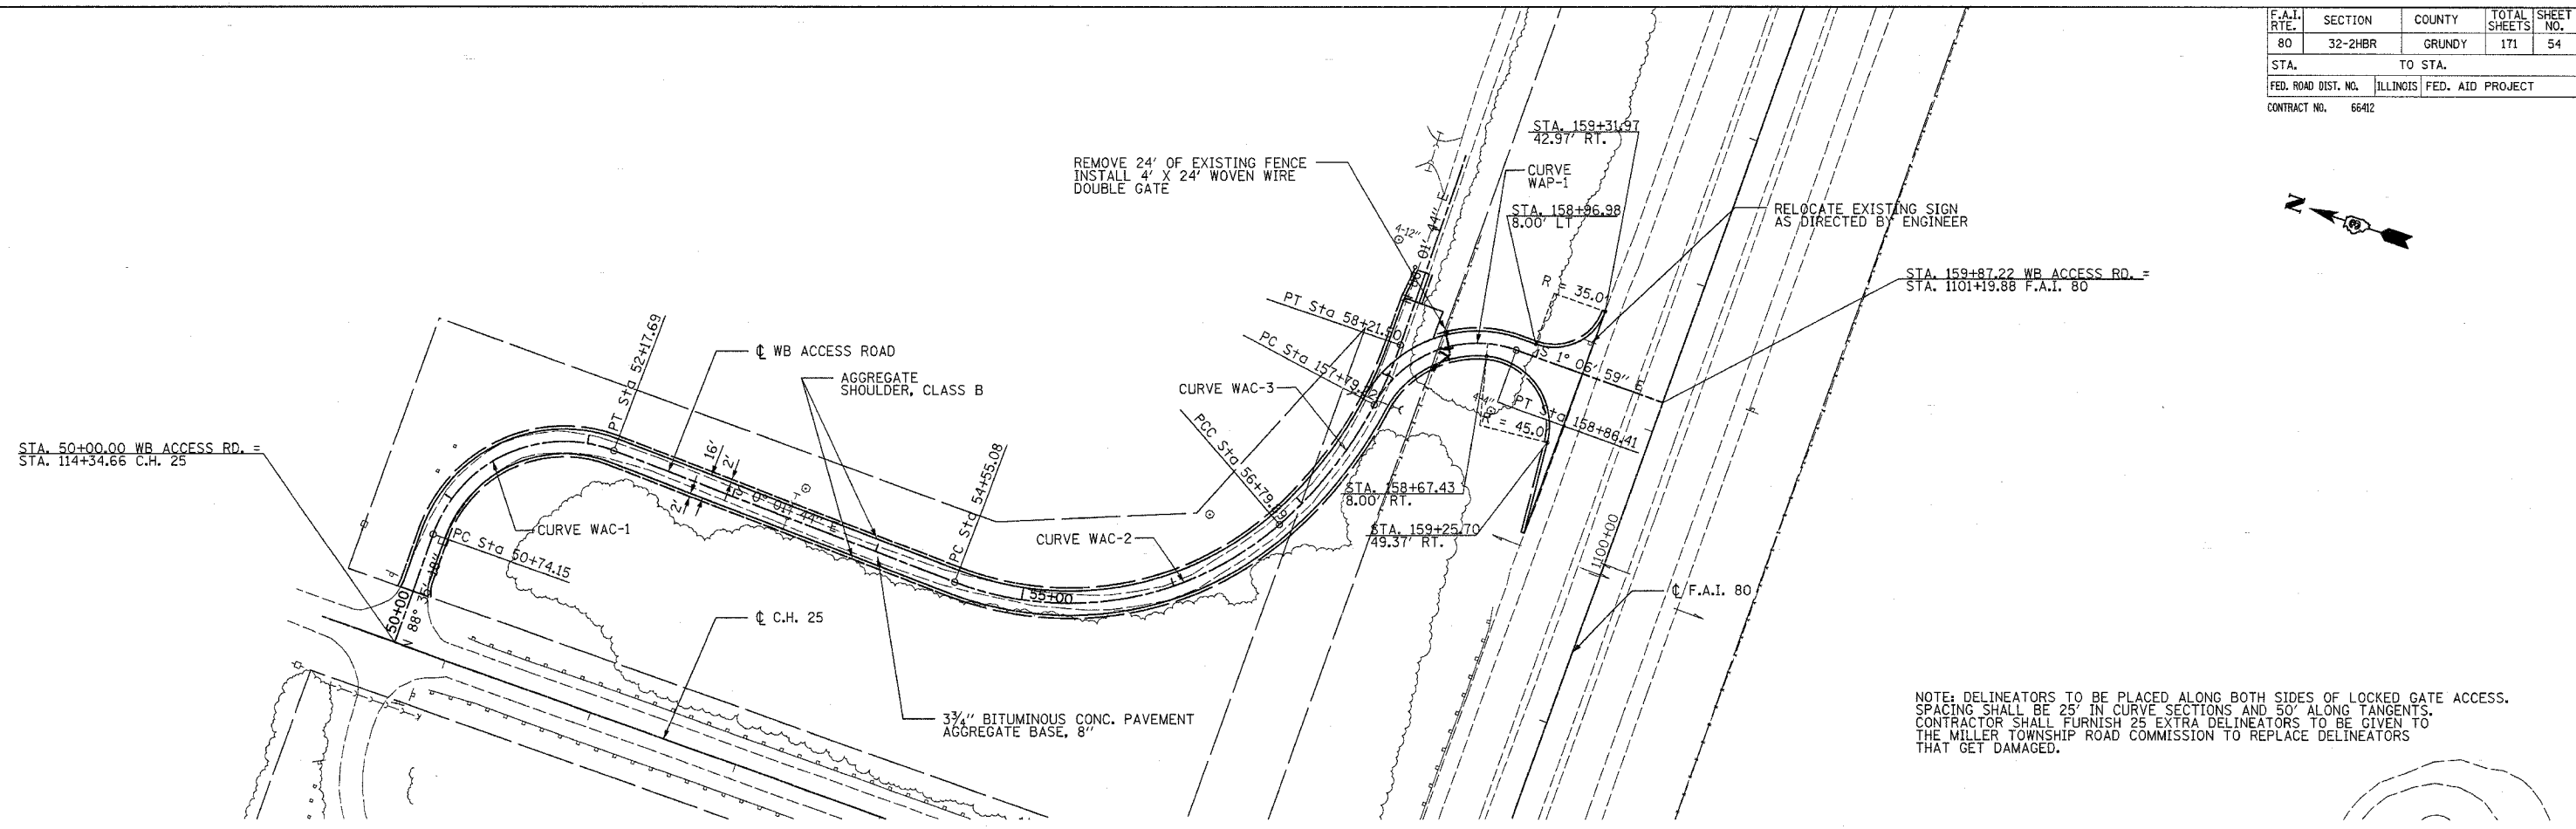 F.A.I. RTE. SECTION COUNTY TOTAL SHEETS SHEET NO.
80 32-2HBR GRUNDY 171 54
STA. TO STA.
FED. ROAD DIST. NO. ILLINOIS FED. AID PROJECT
CONTRACT NO. 66412
STA. 159+31.97
42.97' RT.
REMOVE 24' OF EXISTING FENCE
INSTALL 4' X 24' WOVEN WIRE
DOUBLE GATE
CURVE
WAP-1
STA. 158+96.98
8.00' LT
RELOCATE EXISTING SIGN
AS DIRECTED BY ENGINEER
N
4-12"
01' 44" E
STA. 159+87.22 WB ACCESS RD. =
STA. 1101+19.88 F.A.I. 80
R = 35.0'
PT Sta 58+21.
PC Sta 157+79.
PT Sta 52+17.69
℄ WB ACCESS ROAD
AGGREGATE
SHOULDER, CLASS B
CURVE WAC-3
S 1° 06' 59" E
PT Sta 158+86.41
R = 45.0'
PCC Sta 56+79.
STA. 50+00.00 WB ACCESS RD. =
STA. 114+34.66 C.H. 25
16'
2'
2'
S 0° 01' 44" E
PC Sta 54+55.08
STA. 158+67.43
8.00' RT.
STA. 159+25.70
49.37' RT.
CURVE WAC-1
PC Sta 50+74.15
CURVE WAC-2
1100+00
55+00
50+00
N 88° 35' 18"
℄ F.A.I. 80
℄ C.H. 25
3¾" BITUMINOUS CONC. PAVEMENT
AGGREGATE BASE, 8"
NOTE: DELINEATORS TO BE PLACED ALONG BOTH SIDES OF LOCKED GATE ACCESS.
SPACING SHALL BE 25' IN CURVE SECTIONS AND 50' ALONG TANGENTS.
CONTRACTOR SHALL FURNISH 25 EXTRA DELINEATORS TO BE GIVEN TO
THE MILLER TOWNSHIP ROAD COMMISSION TO REPLACE DELINEATORS
THAT GET DAMAGED.